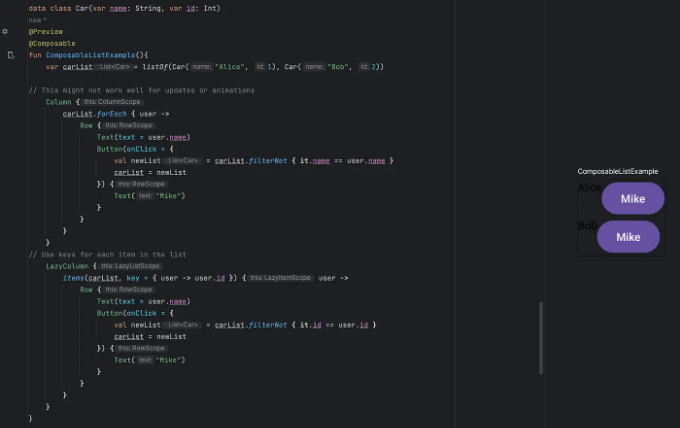 data class Car(var name: String, var id: Int)
new *
@Preview
@Composable
fun ComposableListExample(){
var carList : List<Car> = listOf(Car( name: "Alice", id: 1), Car( name: "Bob", id: 2))
// This might not work well for updates or animations
Column { this: ColumnScope
carList.forEach { user ->
Row { this: RowScope
Text(text = user.name)
Button(onClick = {
val newList : List<Car> = carList.filterNot { it.name == user.name }
carList = newList
}) { this: RowScope
Text( text: "Mike")
}
}
}
}
// Use keys for each item in the list
LazyColumn { this: LazyListScope
items(carList, key = { user -> user.id }) { this: LazyItemScope user ->
Row { this: RowScope
Text(text = user.name)
Button(onClick = {
val newList : List<Car> = carList.filterNot { it.id == user.id }
carList = newList
}) { this: RowScope
Text( text: "Mike")
}
}
}
}
}
ComposableListExample
Alice
Mike
Bob
Mike